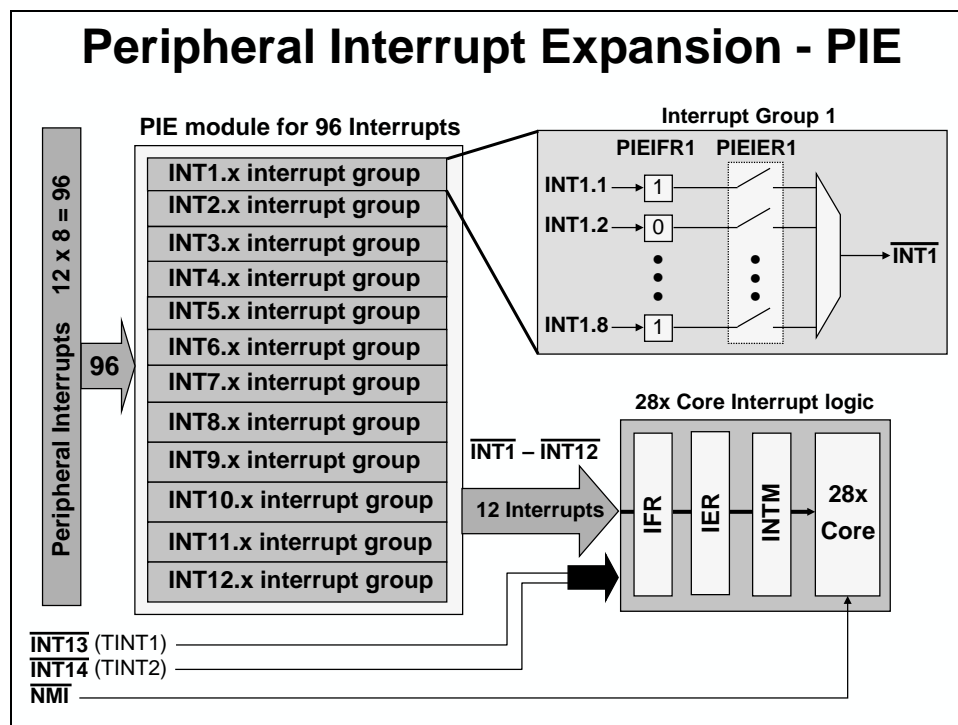 Peripheral Interrupt Expansion - PIE
Peripheral Interrupts 12 x 8 = 96
96
PIE module for 96 Interrupts
INT1.x interrupt group
INT2.x interrupt group
INT3.x interrupt group
INT4.x interrupt group
INT5.x interrupt group
INT6.x interrupt group
INT7.x interrupt group
INT8.x interrupt group
INT9.x interrupt group
INT10.x interrupt group
INT11.x interrupt group
INT12.x interrupt group
Interrupt Group 1
PIEIFR1 PIEIER1
INT1.1 1
INT1.2 0
INT1
INT1.8 1
28x Core Interrupt logic
INT1 – INT12
12 Interrupts
IFR
IER
INTM
28x
Core
INT13 (TINT1)
INT14 (TINT2)
NMI